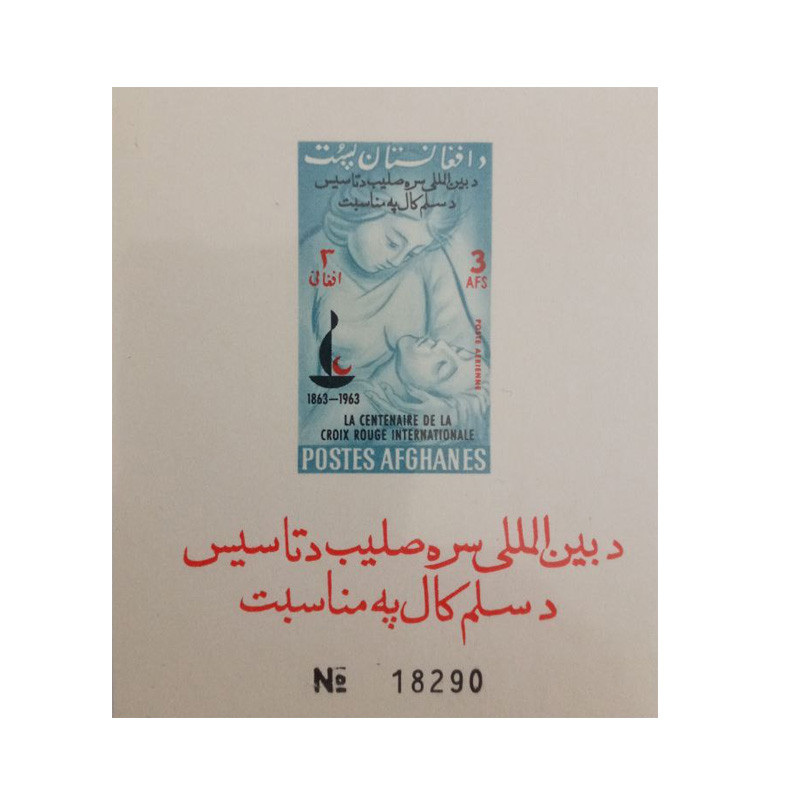 د افغانستان پست
د بین المللی سره صلیب د تاسیس
د سلم کال په مناسبت
۳
افغانی
3
AFS
POSTE AERIENNE
1863–1963
LA CENTENAIRE DE LA
CROIX ROUGE INTERNATIONALE
POSTES AFGHANES
د بین المللی سره صلیب د تاسیس
د سلم کال په مناسبت
№ 18290